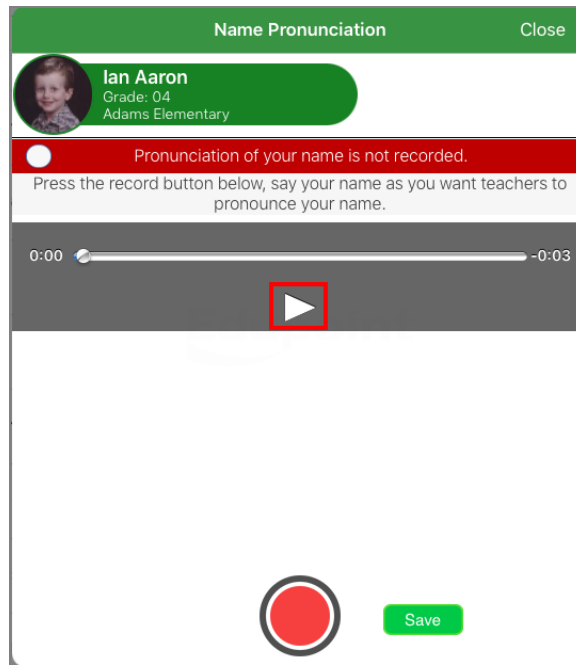 Name Pronunciation Close
Ian Aaron
Grade: 04
Adams Elementary
Pronunciation of your name is not recorded.
Press the record button below, say your name as you want teachers to
pronounce your name.
0:00 -0:03
Save